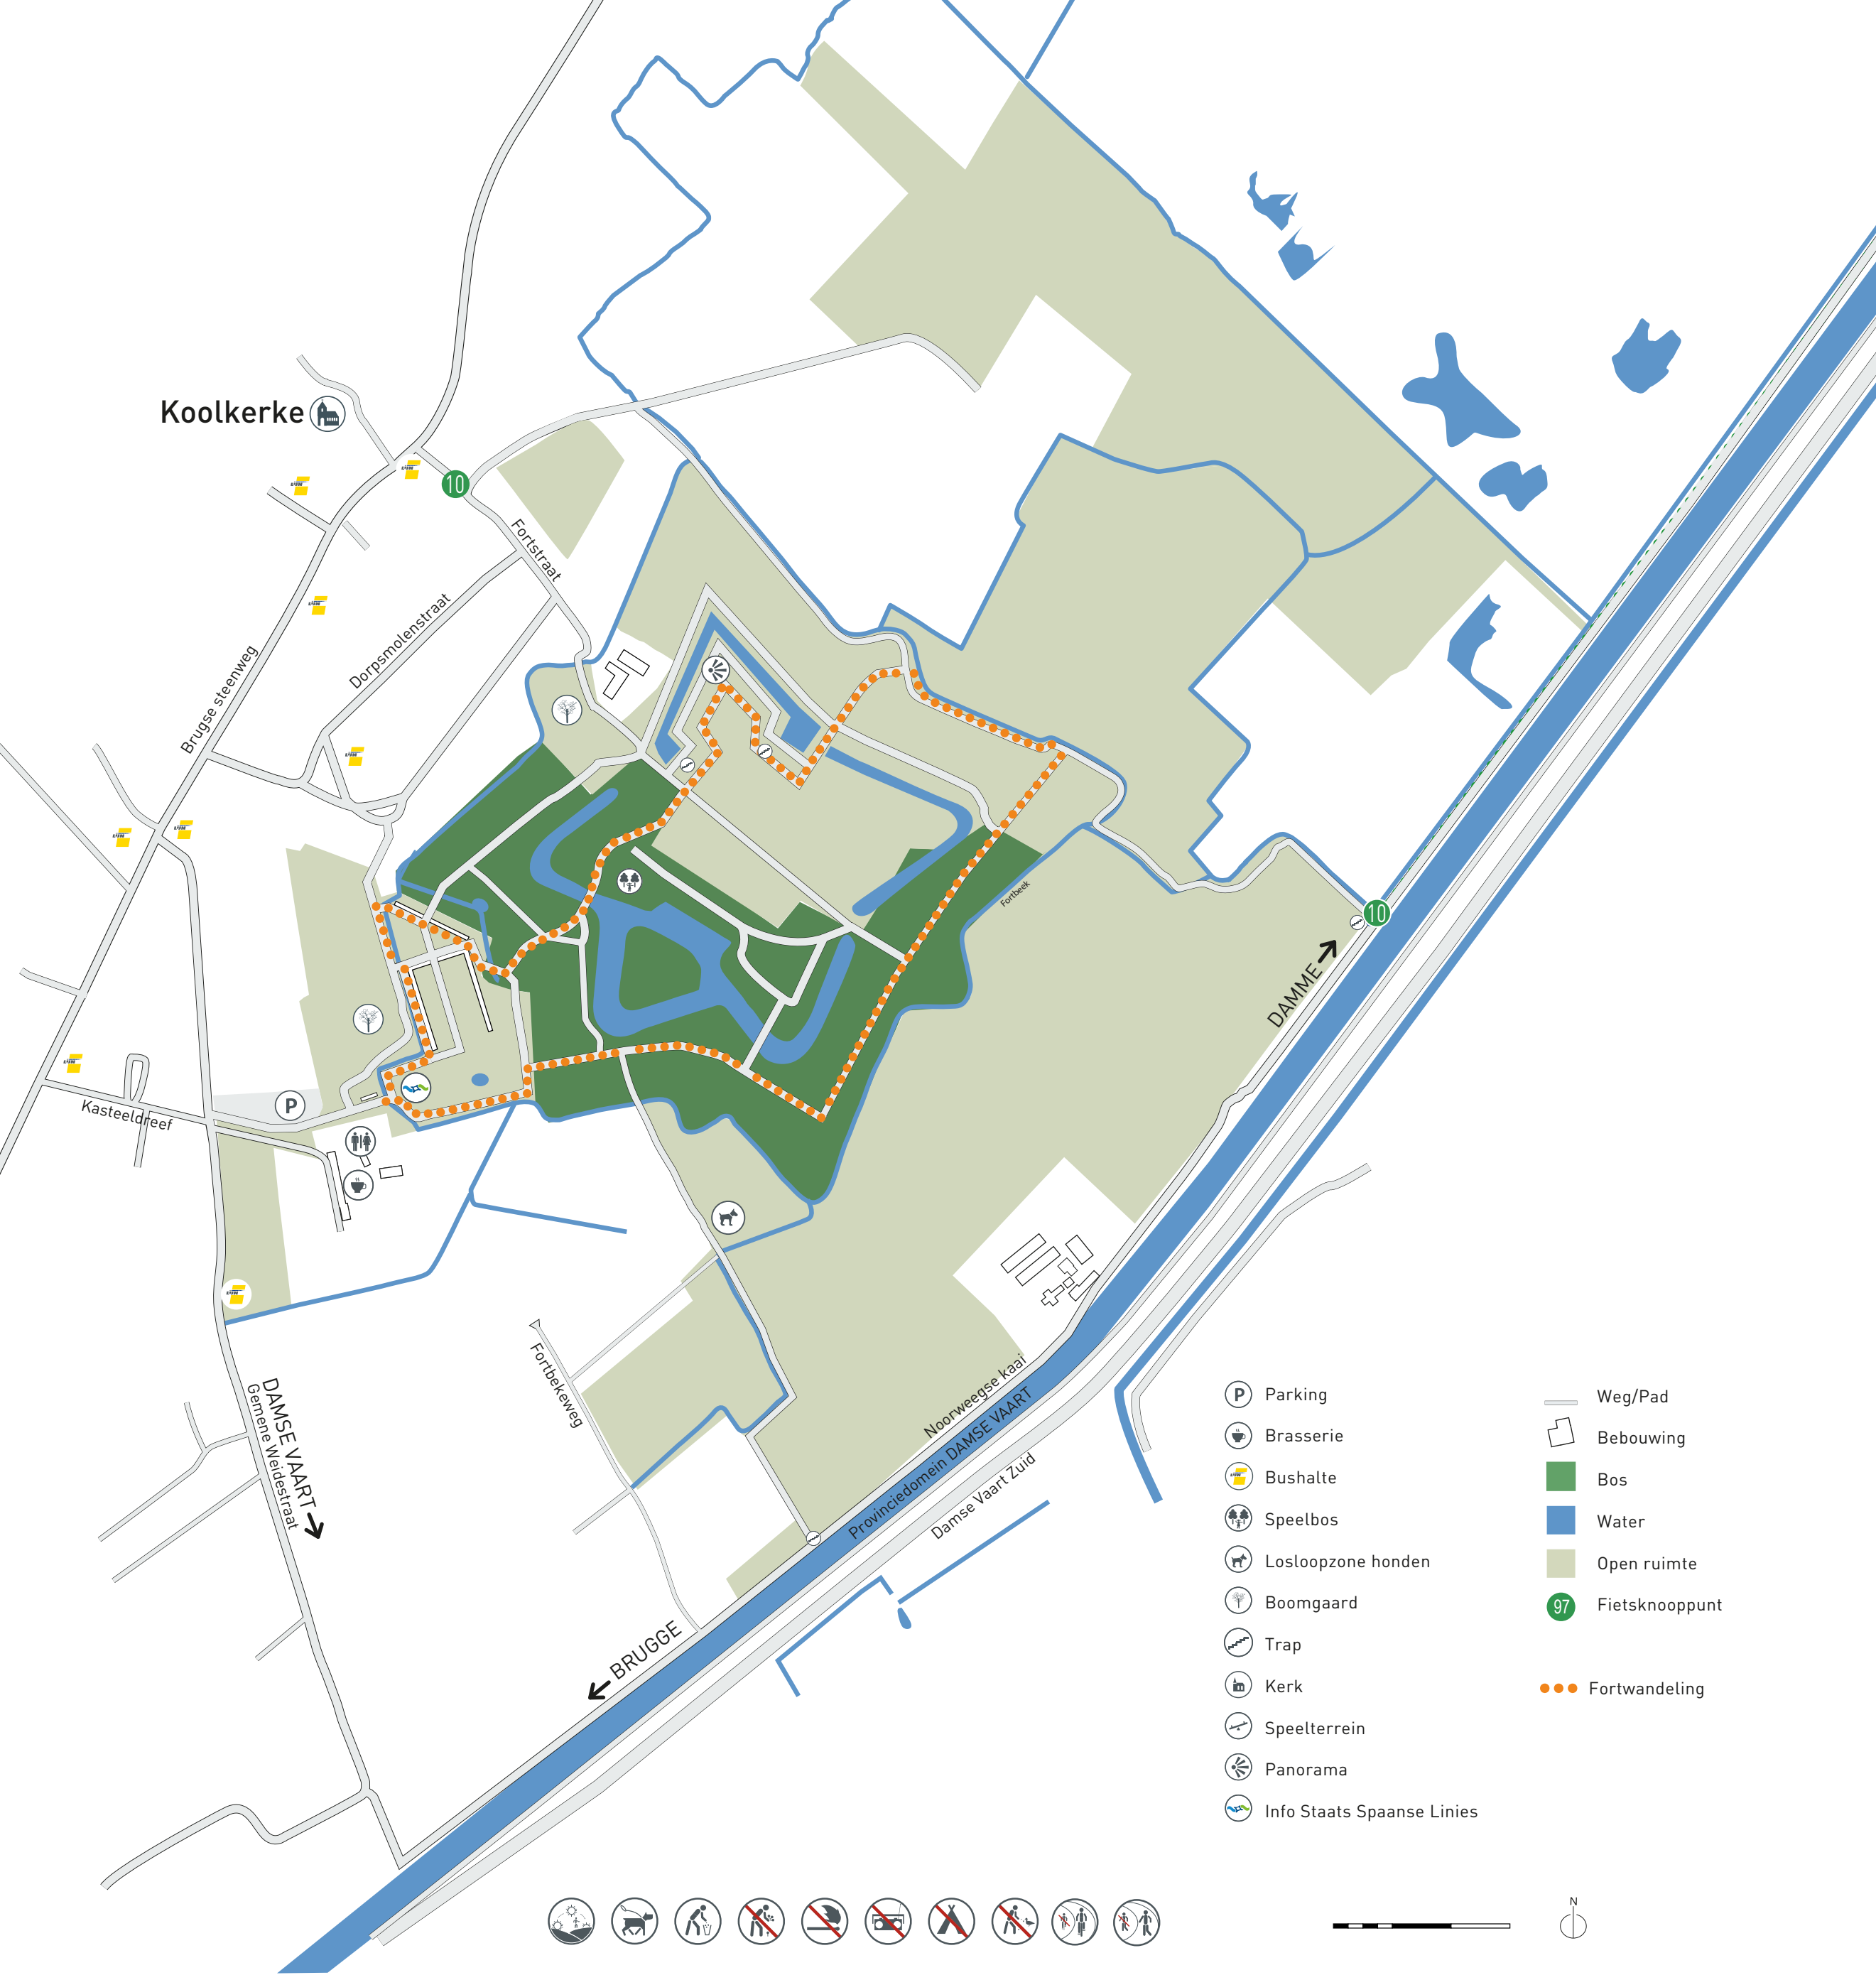 Koolkerke
10
Fortstraat
Dorpsmolenstraat
Brugse steenweg
Kasteeldreef
P
Fortbeek
10
DAMME
DAMSE VAART
Gemene Weidestraat
Fortbekeweg
Noorweegse kaai
Provinciedomein DAMSE VAART
Damse Vaart Zuid
BRUGGE
P Parking
Brasserie
Bushalte
Speelbos
Losloopzone honden
Boomgaard
Trap
Kerk
Speelterrein
Panorama
Info Staats Spaanse Linies
Weg/Pad
Bebouwing
Bos
Water
Open ruimte
97 Fietsknooppunt
Fortwandeling
N